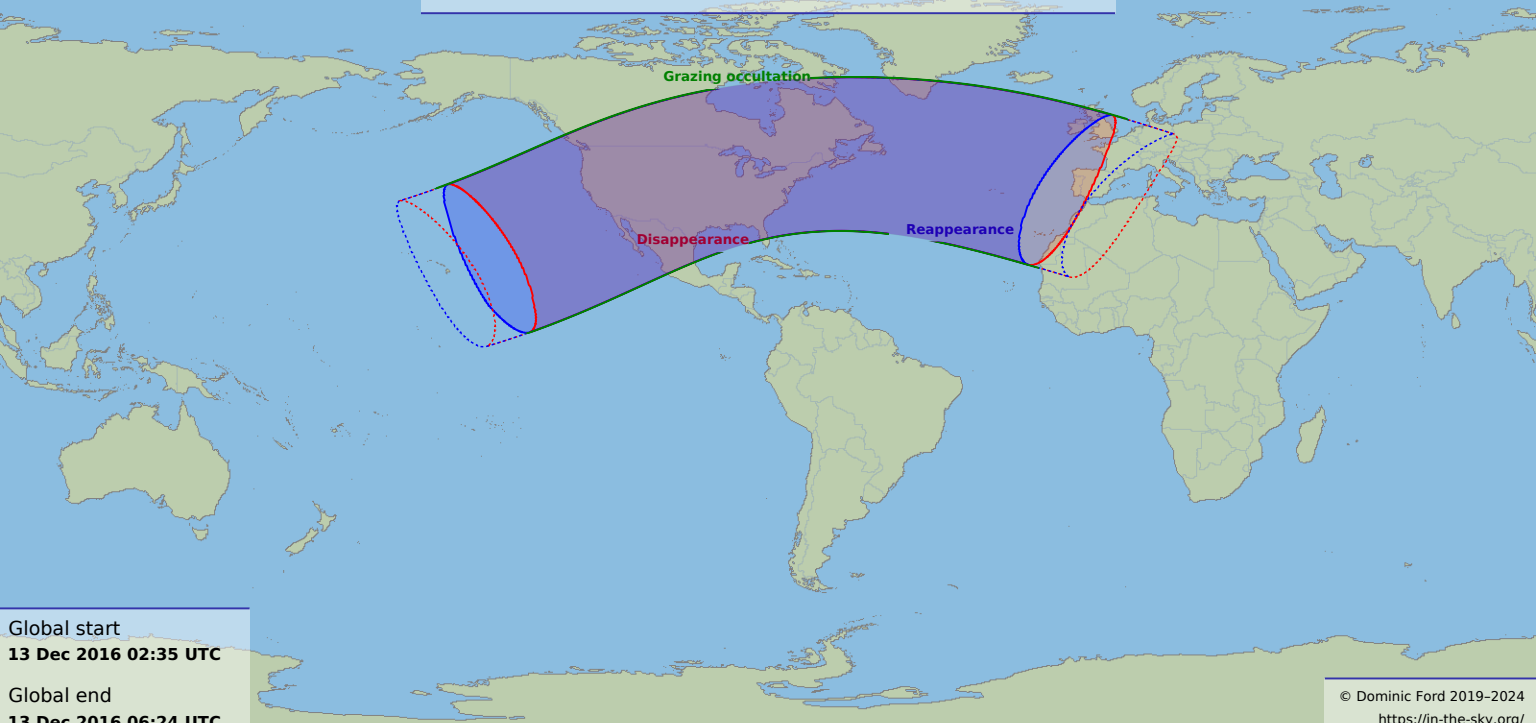 Grazing occultation
Reappearance
Disappearance
Global start
13 Dec 2016 02:35 UTC
Global end
13 Dec 2016 06:24 UTC
© Dominic Ford 2019–2024
https://in-the-sky.org/